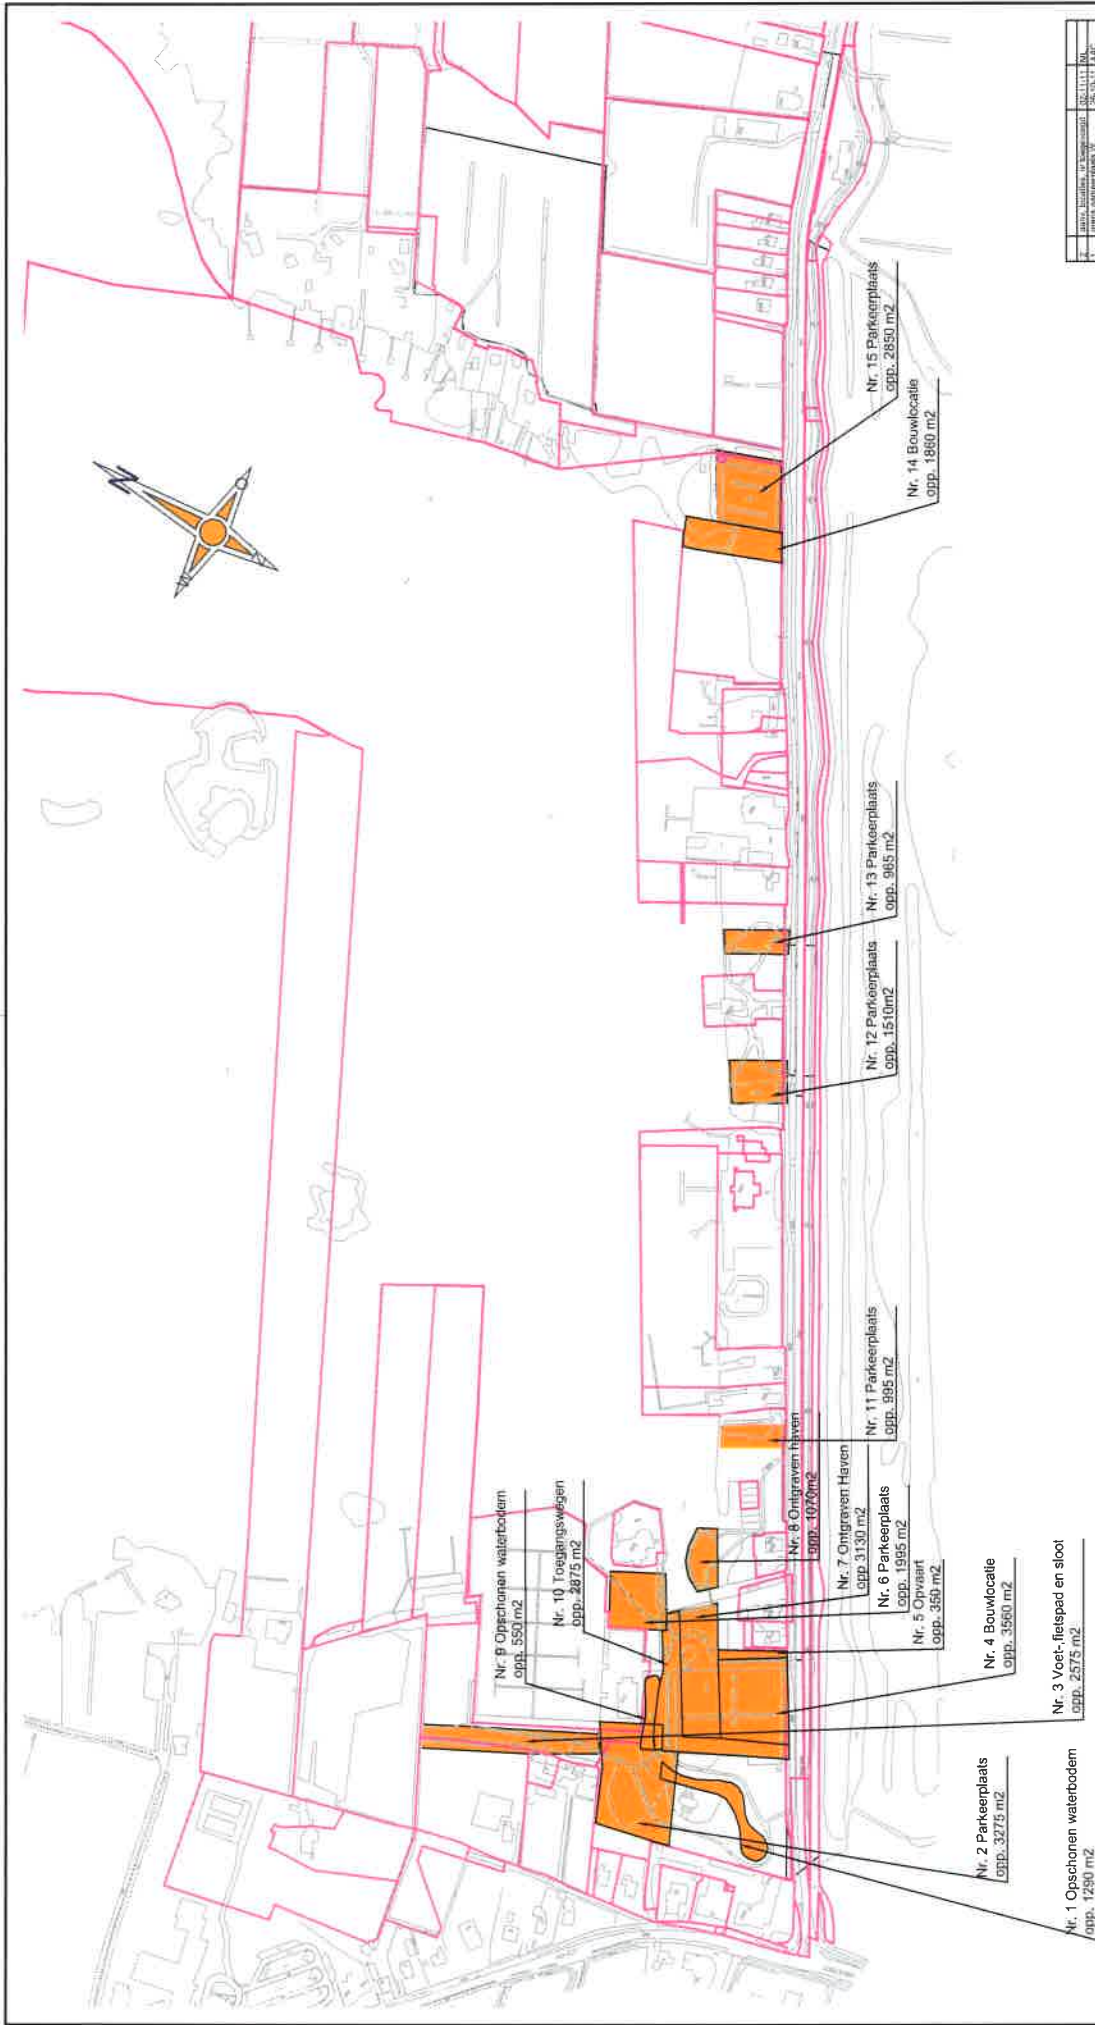 Nr. 1 Opschonen waterbodem
opp. 1290 m2
Nr. 2 Parkeerplaats
opp. 3275 m2
Nr. 3 Voet-,fietspad en sloot
opp. 2575 m2
Nr. 4 Bouwlocatie
opp. 3560 m2
Nr. 5 Opvaart
opp. 350 m2
Nr. 6 Parkeerplaats
opp. 1995 m2
Nr. 7 Ontgraven Haven
opp 3130 m2
Nr. 8 Ontgraven haven
opp. 1070m2
Nr. 9 Opschonen waterbodem
opp. 550 m2
Nr. 10 Toegangswegen
opp. 2875 m2
Nr. 11 Parkeerplaats
opp. 995 m2
Nr. 12 Parkeerplaats
opp. 1510m2
Nr. 13 Parkeerplaats
opp. 965 m2
Nr. 14 Bouwlocatie
opp. 1860 m2
Nr. 15 Parkeerplaats
opp. 2850 m2
N
O
Z
W